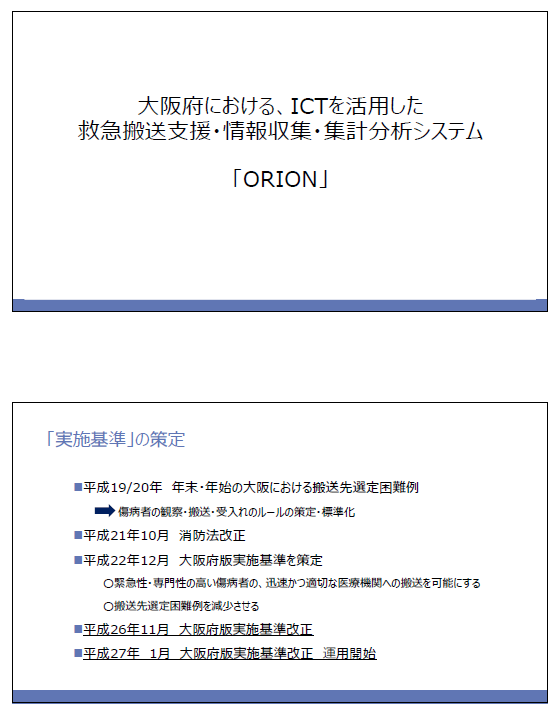 大阪府における、ICTを活用した
救急搬送支援・情報収集・集計分析システム
「ORION」
「実施基準」の策定
■平成19/20年　年末・年始の大阪における搬送先選定困難例
傷病者の観察・搬送・受入れのルールの策定・標準化
■平成21年10月　消防法改正
■平成22年12月　大阪府版実施基準を策定
○緊急性・専門性の高い傷病者の、迅速かつ適切な医療機関への搬送を可能にする
○搬送先選定困難例を減少させる
■平成26年11月　大阪府版実施基準改正
■平成27年　1月　大阪府版実施基準改正　運用開始